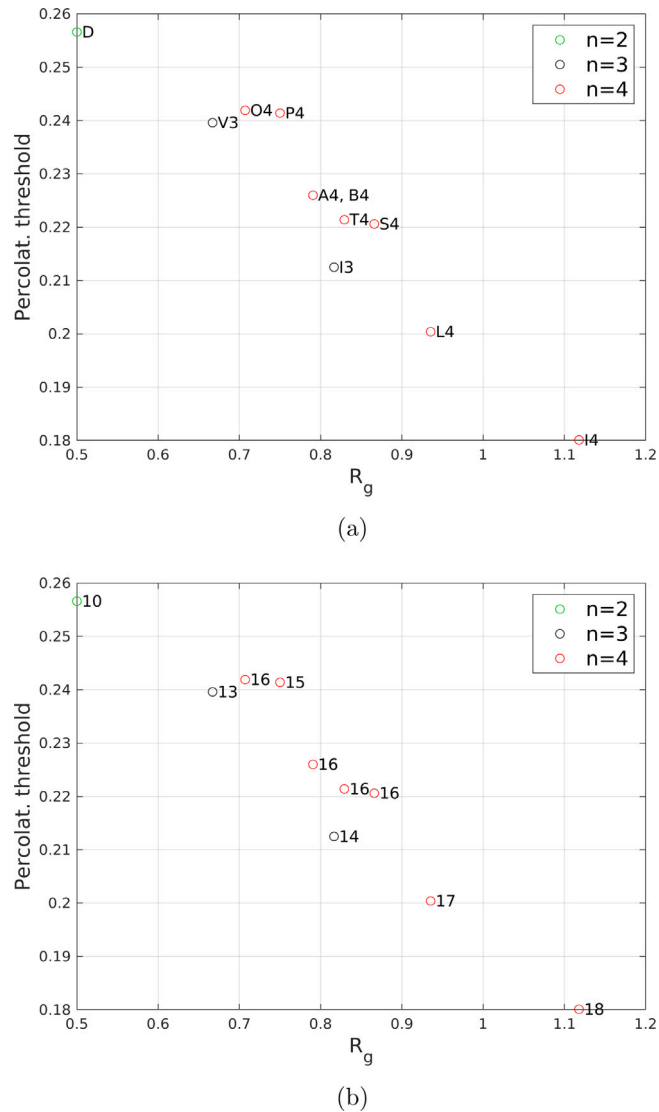 0.26
D
n=2
n=3
n=4
0.25
O4
P4
0.24
V3
0.23
A4, B4
T4
S4
0.22
I3
0.21
L4
0.2
0.19
0.18
I4
Percolat. threshold
0.5 0.6 0.7 0.8 0.9 1 1.1 1.2
R_g
(a)
0.26
10
n=2
n=3
n=4
0.25
16
15
0.24
13
0.23
16
16
16
0.22
14
0.21
17
0.2
0.19
0.18
18
Percolat. threshold
0.5 0.6 0.7 0.8 0.9 1 1.1 1.2
R_g
(b)